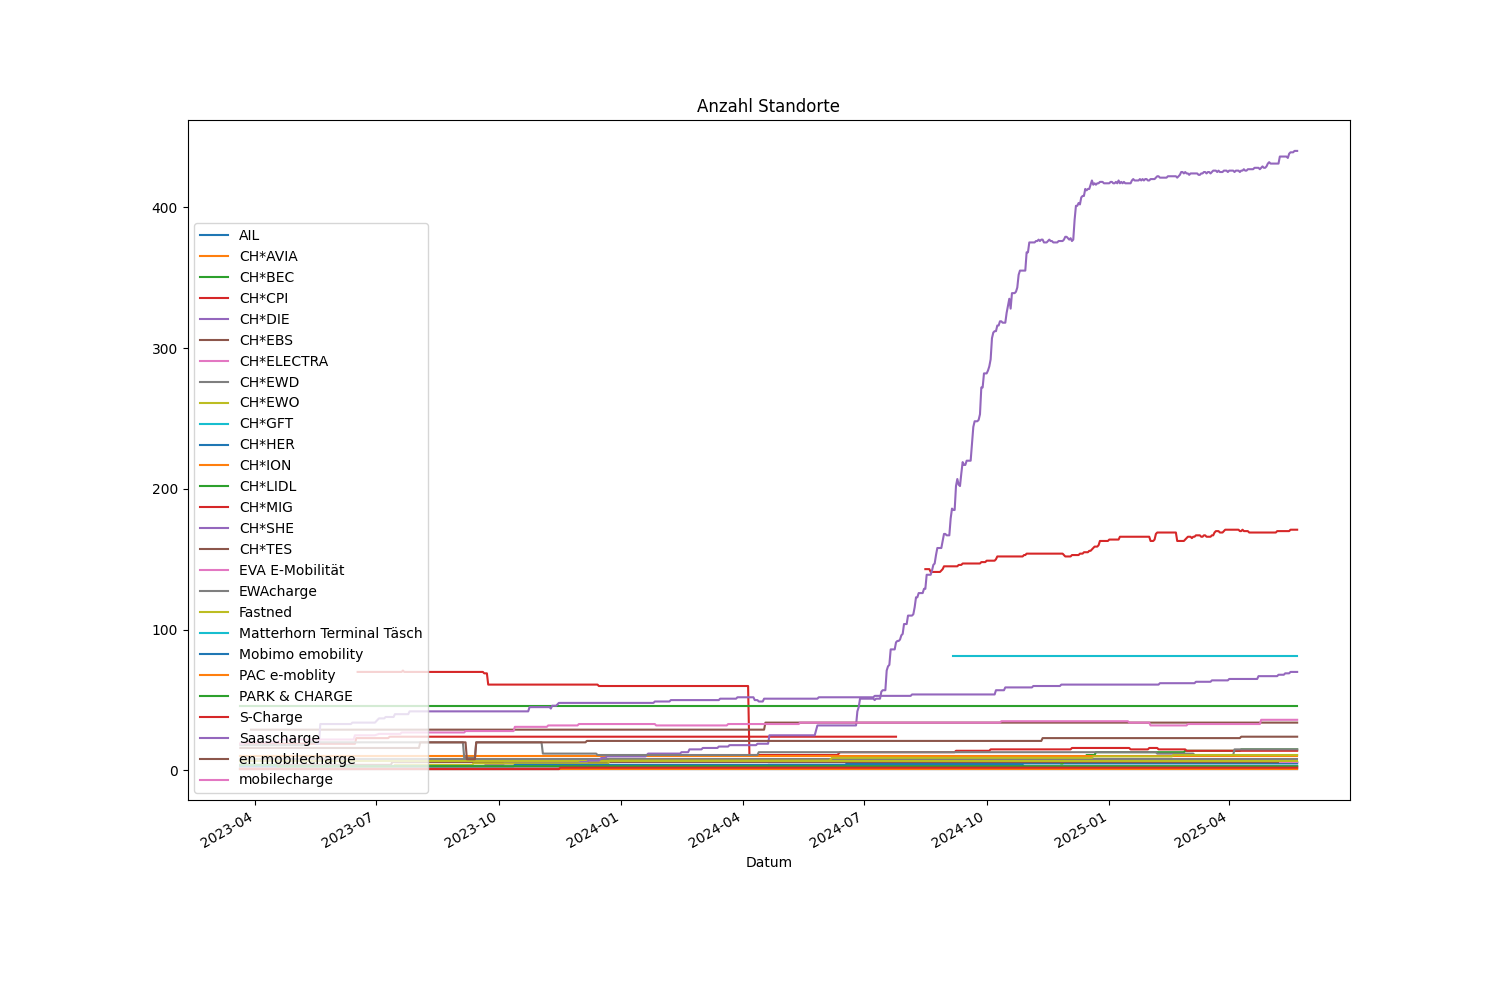 Anzahl Standorte
400
300
200
100
0
AIL
CH*AVIA
CH*BEC
CH*CPI
CH*DIE
CH*EBS
CH*ELECTRA
CH*EWD
CH*EWO
CH*GFT
CH*HER
CH*ION
CH*LIDL
CH*MIG
CH*SHE
CH*TES
EVA E-Mobilität
EWAcharge
Fastned
Matterhorn Terminal Täsch
Mobimo emobility
PAC e-moblity
PARK & CHARGE
S-Charge
Saascharge
en mobilecharge
mobilecharge
2023-04
2023-07
2023-10
2024-01
2024-04
2024-07
2024-10
2025-01
2025-04
Datum